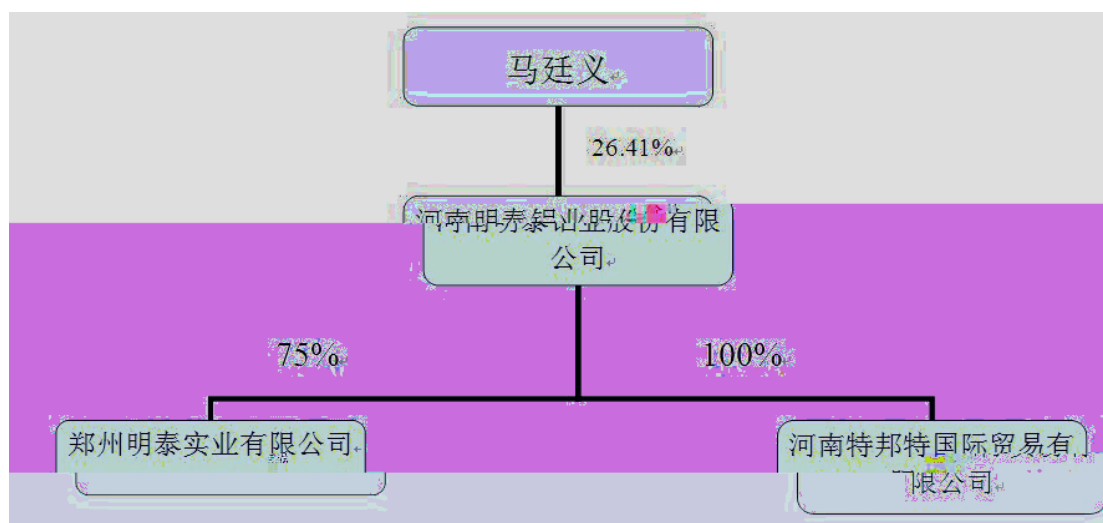 马廷义
26.41%
河南明泰铝业股份有限
公司
75%
100%
郑州明泰实业有限公司
河南特邦特国际贸易有
限公司